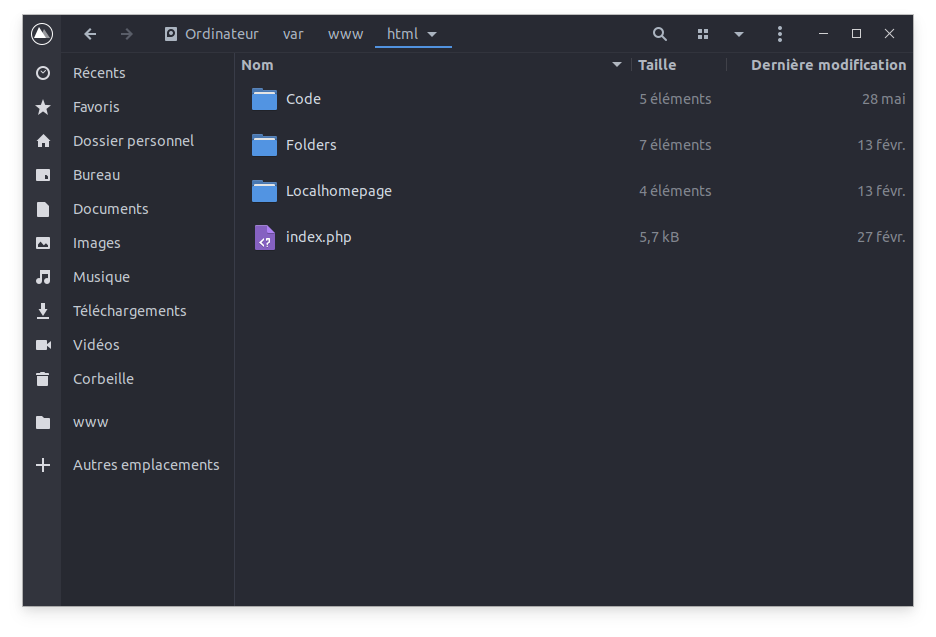 Ordinateur var www html
Récents
Favoris
Dossier personnel
Bureau
Documents
Images
Musique
Téléchargements
Vidéos
Corbeille
www
Autres emplacements
Nom Taille Dernière modification
Code 5 éléments 28 mai
Folders 7 éléments 13 févr.
Localhomepage 4 éléments 13 févr.
<? index.php 5,7 kB 27 févr.